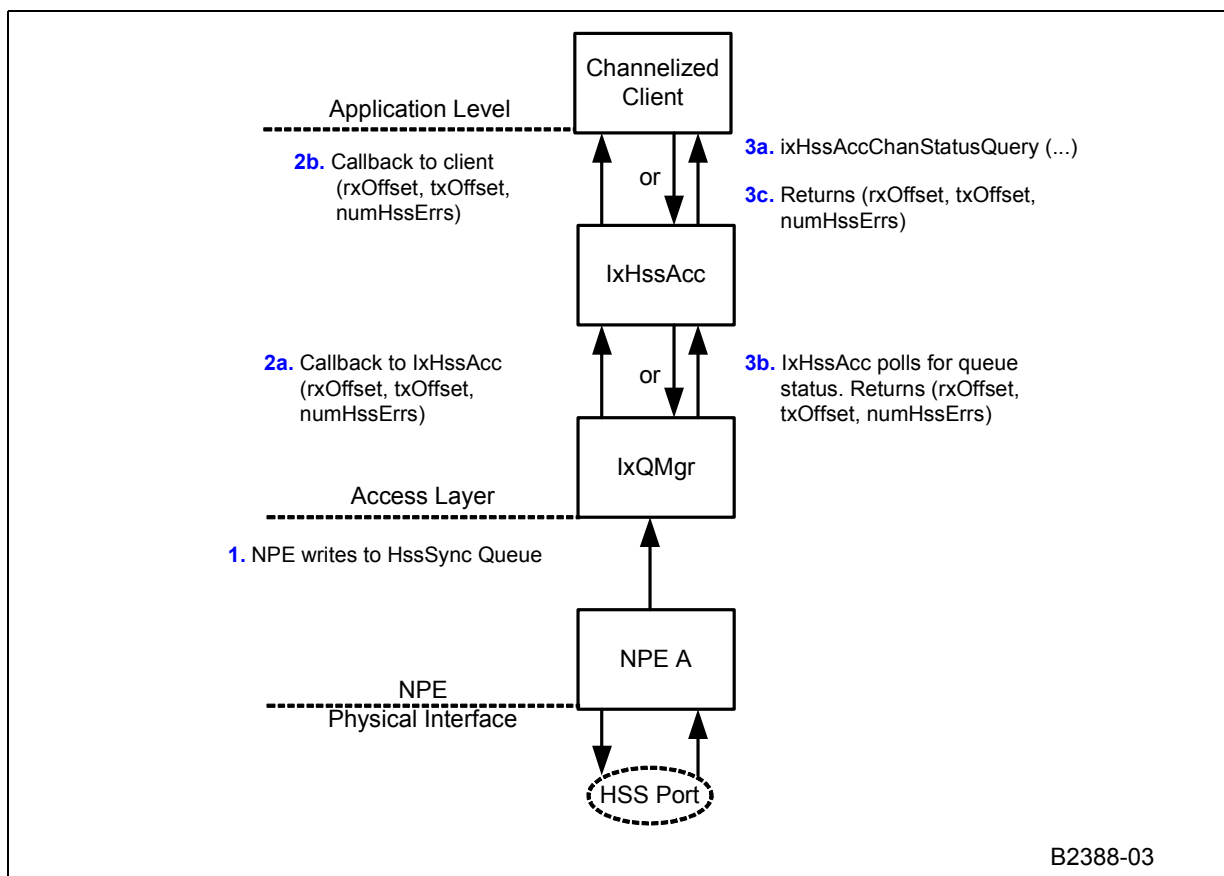 Channelized
Client
Application Level
2b. Callback to client
(rxOffset, txOffset,
numHssErrs)
or
3a. ixHssAccChanStatusQuery (...)
3c. Returns (rxOffset, txOffset,
numHssErrs)
IxHssAcc
2a. Callback to IxHssAcc
(rxOffset, txOffset,
numHssErrs)
or
3b. IxHssAcc polls for queue
status. Returns (rxOffset,
txOffset, numHssErrs)
IxQMgr
Access Layer
1. NPE writes to HssSync Queue
NPE A
NPE
Physical Interface
HSS Port
B2388-03